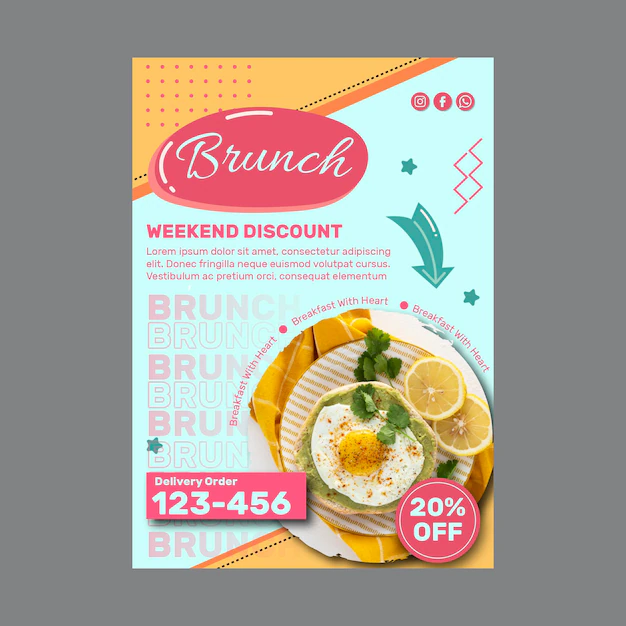 Brunch
WEEKEND DISCOUNT
Lorem ipsum dolor sit amet, consectetur adipiscing
elit. Donec fringilla neque euismod lectus cursus.
Vestibulum ac pretium orci, consequat elementum
BRUNCH
BRUNC
BRUN
BRUN
BRUN
BRUN
Breakfast With Heart
Breakfast With Heart
Breakfast With Heart
Delivery Order
123-456
BRUN
20%
OFF